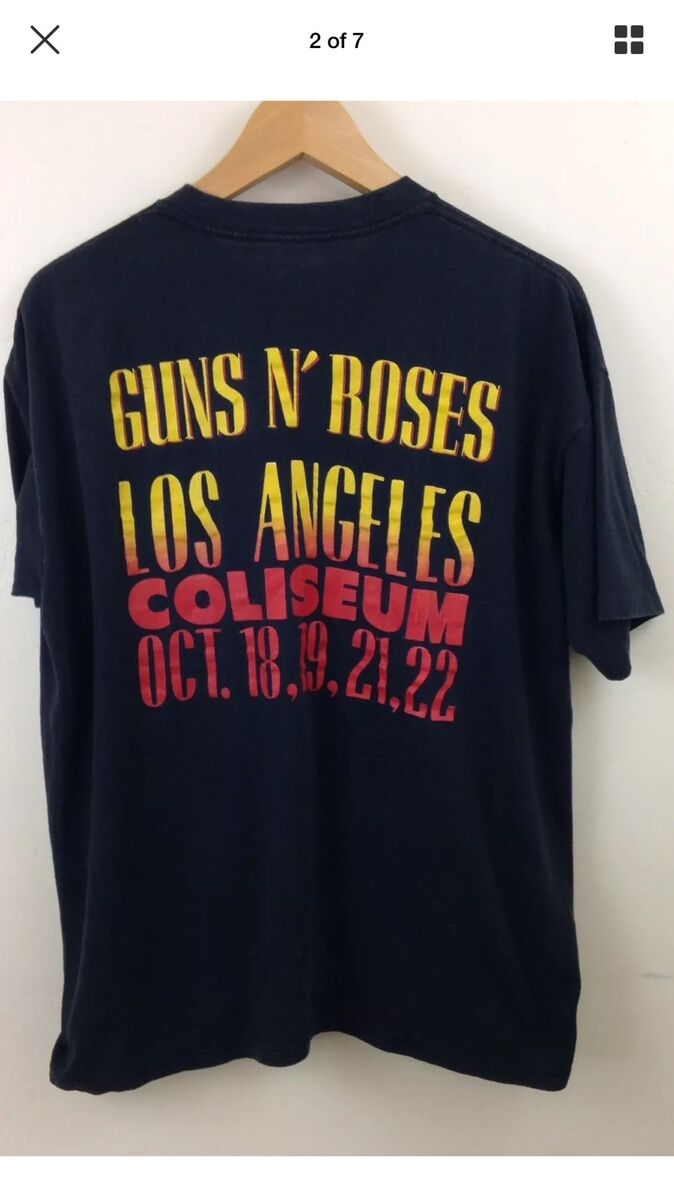 2 of 7
GUNS N' ROSES
LOS ANGELES
COLISEUM
OCT. 18,19,21,22